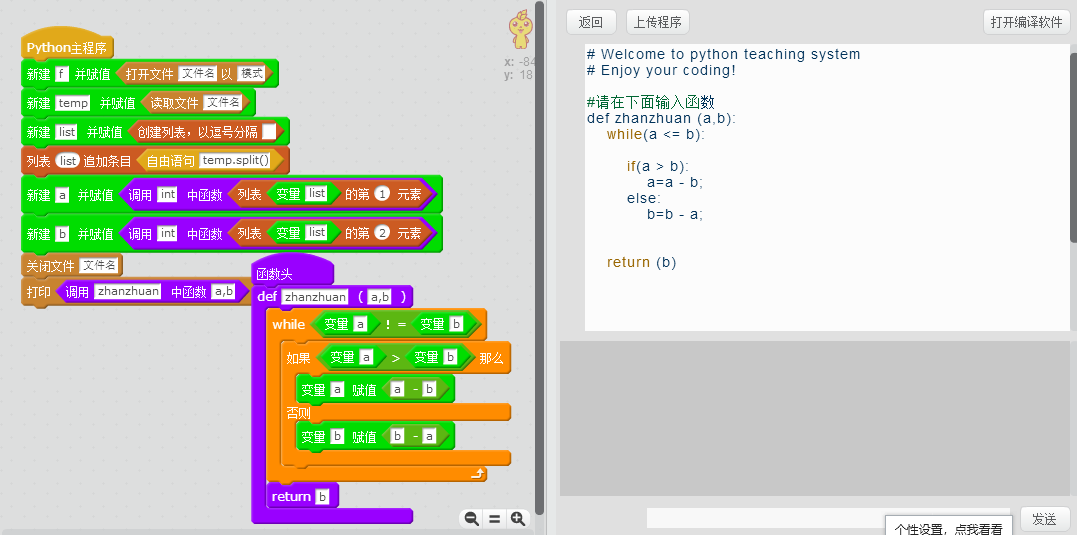 Python主程序
新建 f 并赋值 打开文件 文件名 以 模式
新建 temp 并赋值 读取文件 文件名
新建 list 并赋值 创建列表，以逗号分隔
列表 list 追加条目 自由语句 temp.split()
新建 a 并赋值 调用 int 中函数 列表 变量 list 的第 1 元素
新建 b 并赋值 调用 int 中函数 列表 变量 list 的第 2 元素
关闭文件 文件名
打印 调用 zhanzhuan 中函数 a,b
函数头
def zhanzhuan ( a,b )
while 变量 a ! = 变量 b
如果 变量 a > 变量 b 那么
变量 a 赋值 a - b
否则
变量 b 赋值 b - a
return b
x: -84
y: 18
返回
上传程序
打开编译软件
# Welcome to python teaching system
# Enjoy your coding!
#请在下面输入函数
def zhanzhuan (a,b):
while(a <= b):
if(a > b):
a=a - b;
else:
b=b - a;
return (b)
发送
个性设置，点我看看